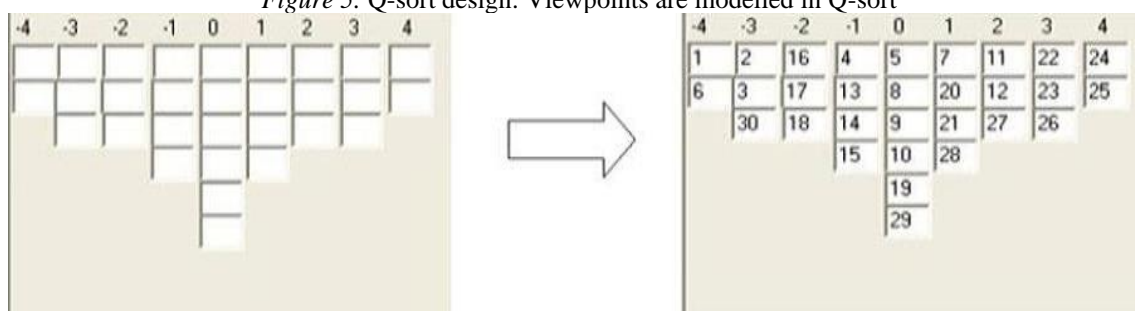 Figure 5. Q-sort design. Viewpoints are modelled in Q-sort
-4 -3 -2 -1 0 1 2 3 4
-4 -3 -2 -1 0 1 2 3 4
1 2 16 4 5 7 11 22 24
6 3 17 13 8 20 12 23 25
30 18 14 9 21 27 26
15 10 28
19
29